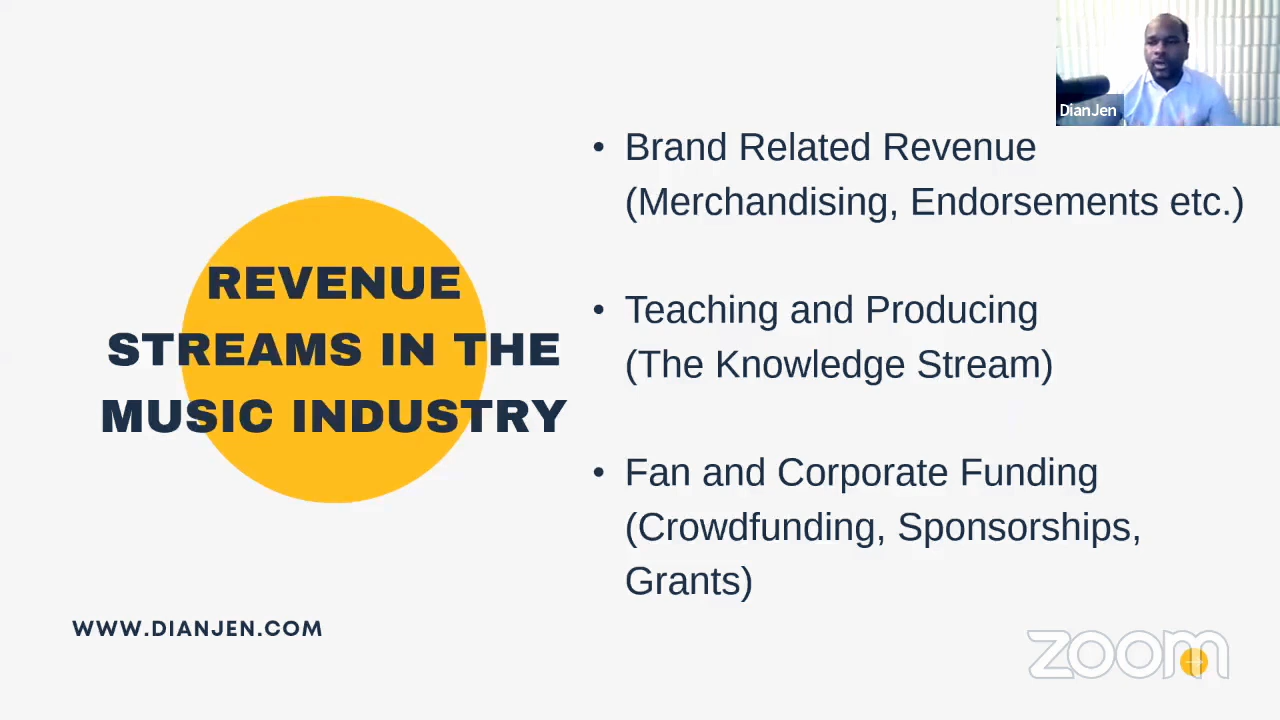 DianJen
REVENUE
STREAMS IN THE
MUSIC INDUSTRY
• Brand Related Revenue
(Merchandising, Endorsements etc.)
• Teaching and Producing
(The Knowledge Stream)
• Fan and Corporate Funding
(Crowdfunding, Sponsorships,
Grants)
WWW.DIANJEN.COM
zoom